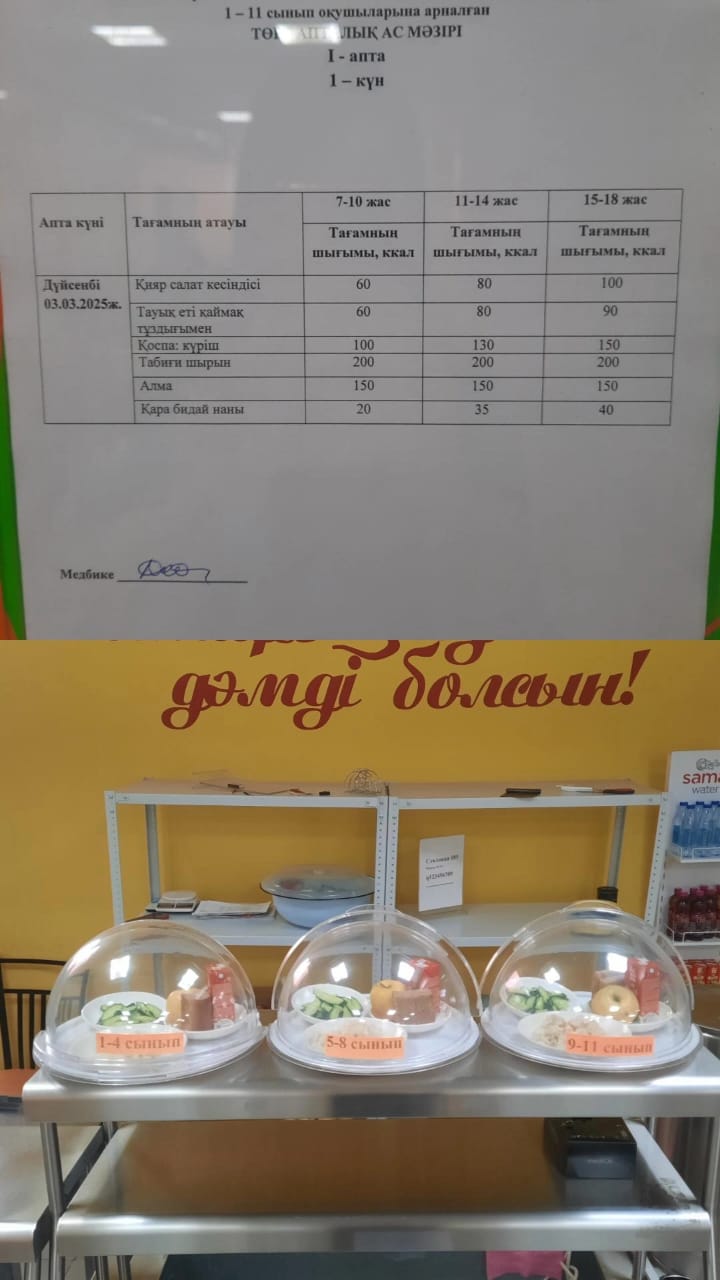 1 – 11 сынып оқушыларына арналған
ТӨРТ АПТАЛЫҚ АС МӘЗІРІ
I - апта
1 – күн
Апта күні Тағамның атауы 7-10 жас 11-14 жас 15-18 жас
Тағамның шығымы, ккал Тағамның шығымы, ккал Тағамның шығымы, ккал
Дүйсенбі 03.03.2025ж. Қияр салат кесіндісі 60 80 100
Тауық еті қаймақ тұздығымен 60 80 90
Қоспа: күріш 100 130 150
Табиғи шырын 200 200 200
Алма 150 150 150
Қара бидай наны 20 35 40
Медбике
дәмді болсын!
sama
water
1-4 сынып
5-8 сынып
9-11 сынып